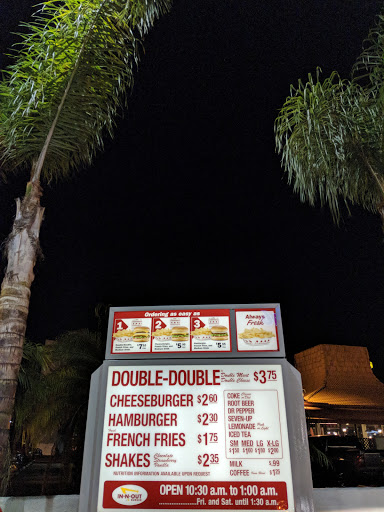 Ordering as easy as
1 2 3
Always
Fresh
DOUBLE-DOUBLE Double Meat Double Cheese $3.75
CHEESEBURGER $2.60
HAMBURGER $2.30
FRENCH FRIES $1.75
SHAKES Chocolate Strawberry Vanilla $2.35
NUTRITION INFORMATION AVAILABLE UPON REQUEST
COKE
ROOT BEER
DR PEPPER
SEVEN-UP
LEMONADE
ICED TEA
SM MED LG X-LG
MILK $.99
COFFEE
IN-N-OUT
BURGER
OPEN 10:30 a.m. to 1:00 a.m.
Fri. and Sat. until 1:30 a.m.